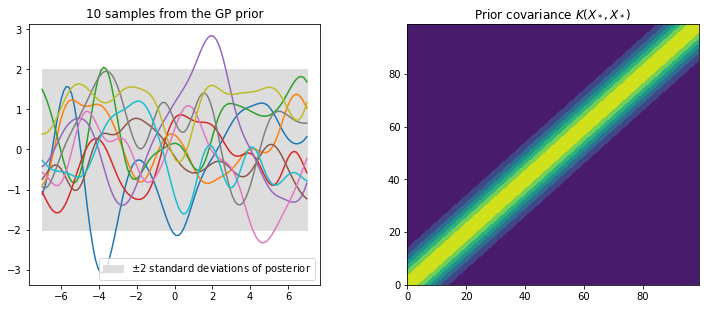 10 samples from the GP prior
3
2
1
0
−1
−2
−3
−6 −4 −2 0 2 4 6
±2 standard deviations of posterior
Prior covariance K(X*, X*)
80
60
40
20
0
0 20 40 60 80